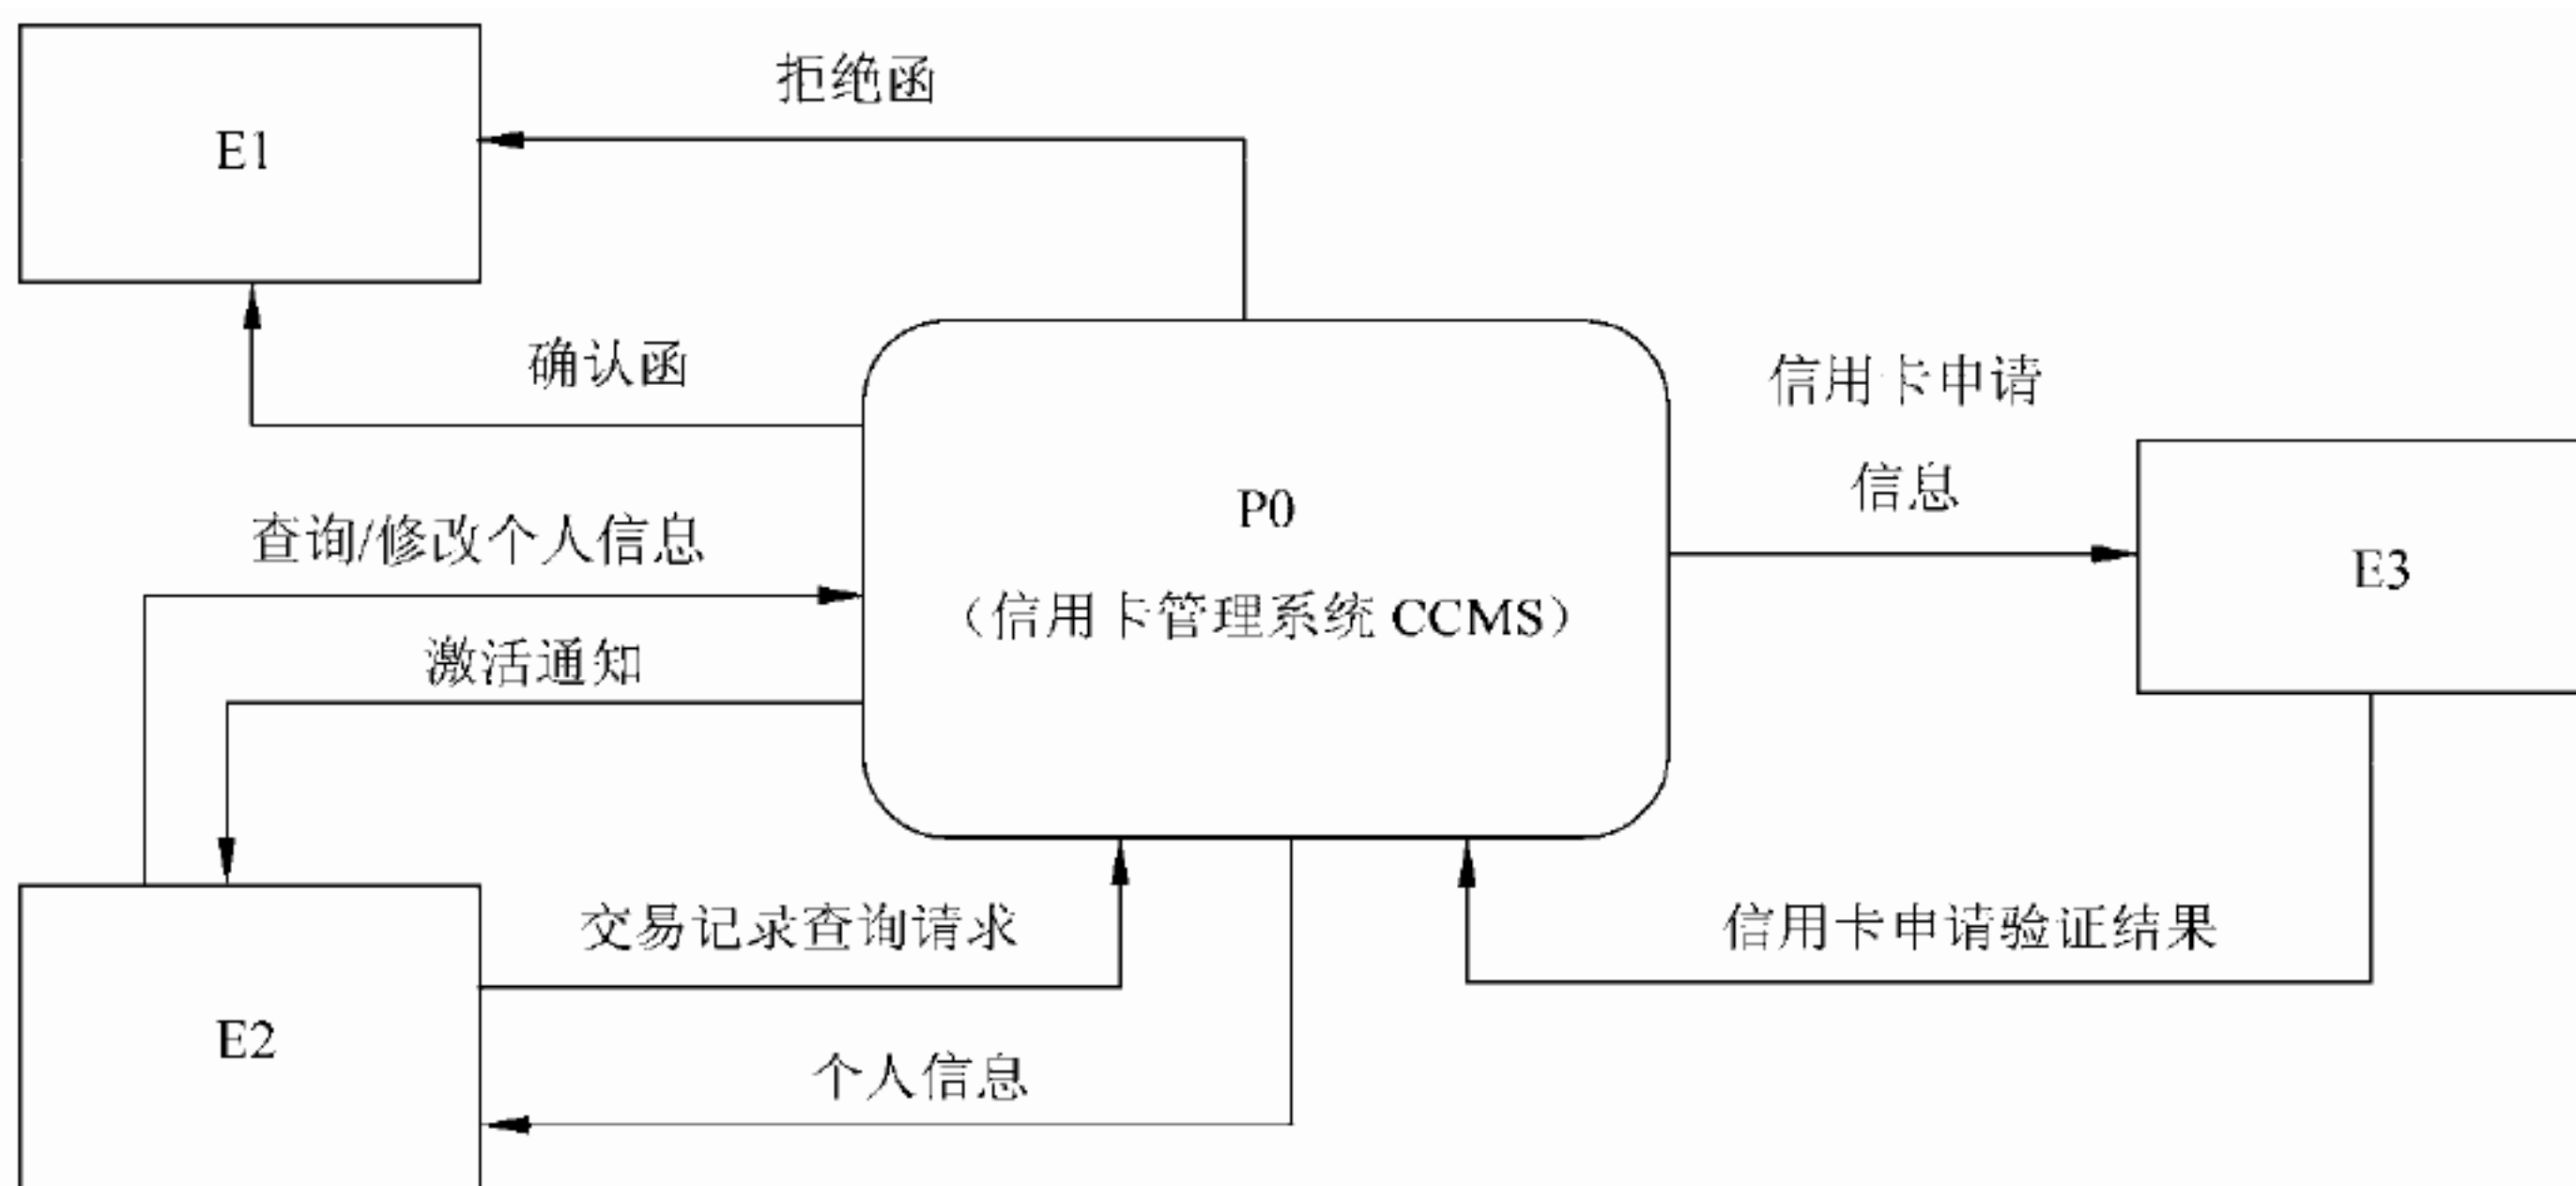 拒绝函
E1
确认函
信用卡申请
信息
P0
(信用卡管理系统 CCMS)
E3
查询/修改个人信息
激活通知
交易记录查询请求
信用卡申请验证结果
E2
个人信息